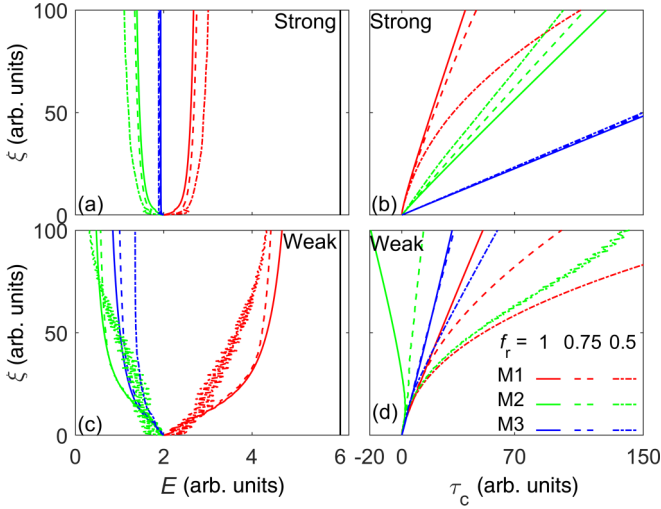 100
50
0
ξ (arb. units)
Strong
(a)
Strong
(b)
100
50
0
ξ (arb. units)
Weak
(c)
0
2
4
6
E (arb. units)
Weak
(d)
f_r = 1 0.75 0.5
M1
M2
M3
-20
0
70
150
τ_c (arb. units)